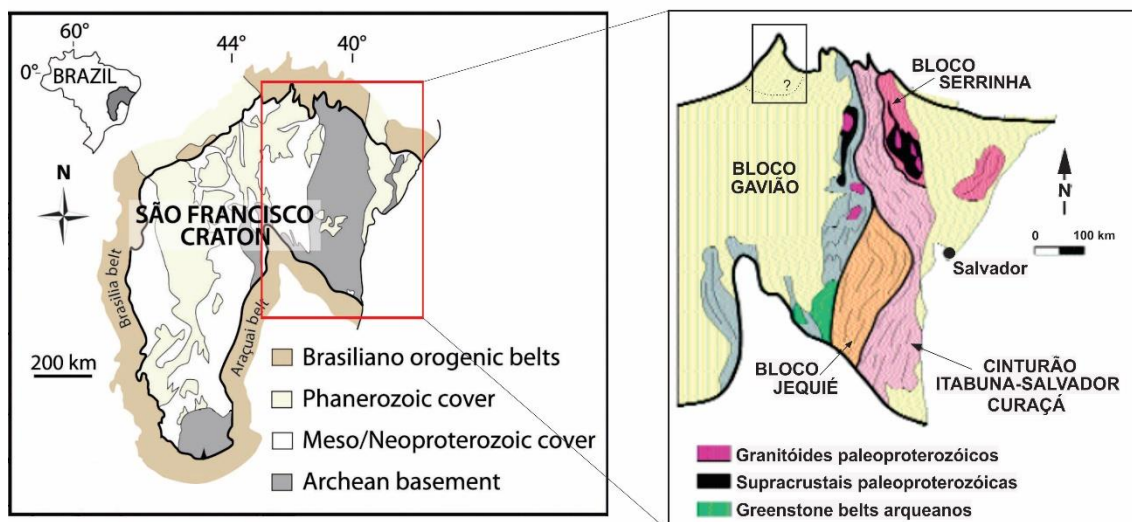 60°
0°
BRAZIL
44°
40°
N
SÃO FRANCISCO
CRATON
Brasilia belt
Araçuai belt
200 km
Brasiliano orogenic belts
Phanerozoic cover
Meso/Neoproterozoic cover
Archean basement
?
BLOCO
SERRINHA
BLOCO
GAVIÃO
N
0 100 km
Salvador
BLOCO
JEQUIÉ
CINTURÃO
ITABUNA-SALVADOR
CURAÇÁ
Granitóides paleoproterozóicos
Supracrustais paleoproterozóicas
Greenstone belts arqueanos